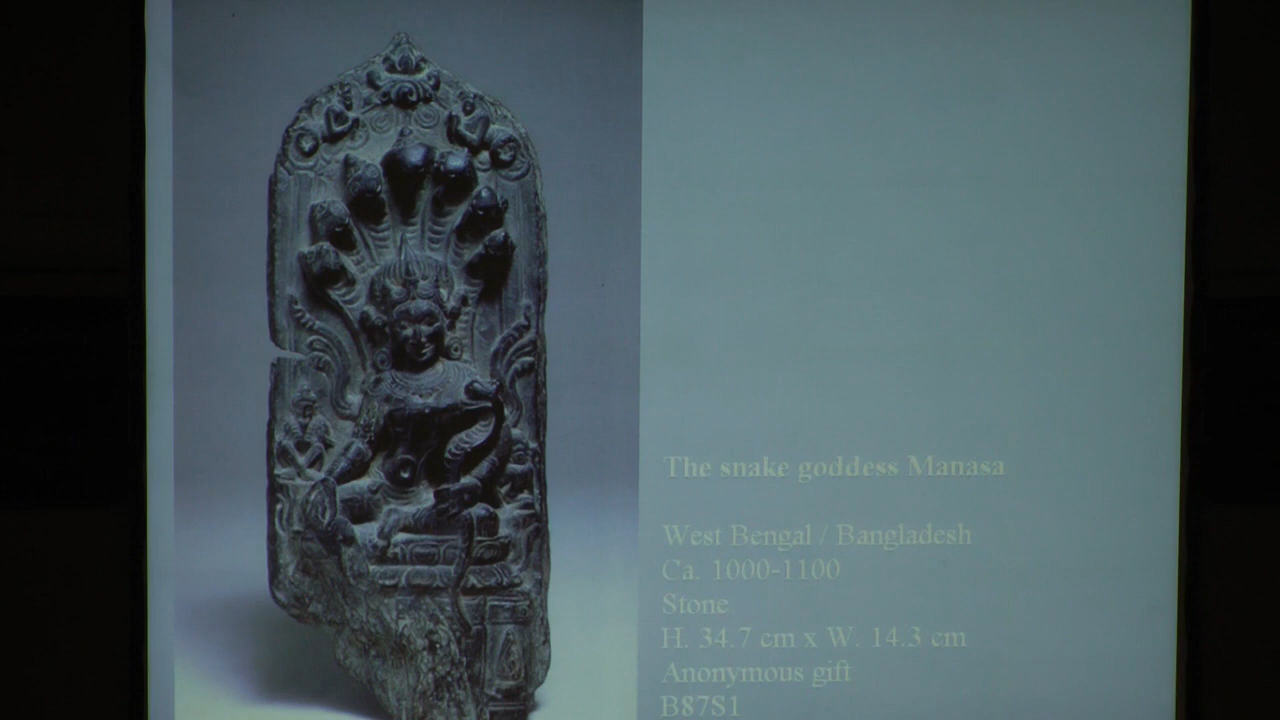 The snake goddess Manasa
West Bengal / Bangladesh
Ca. 1000-1100
Stone
H. 34.7 cm x W. 14.3 cm
Anonymous gift
B87S1